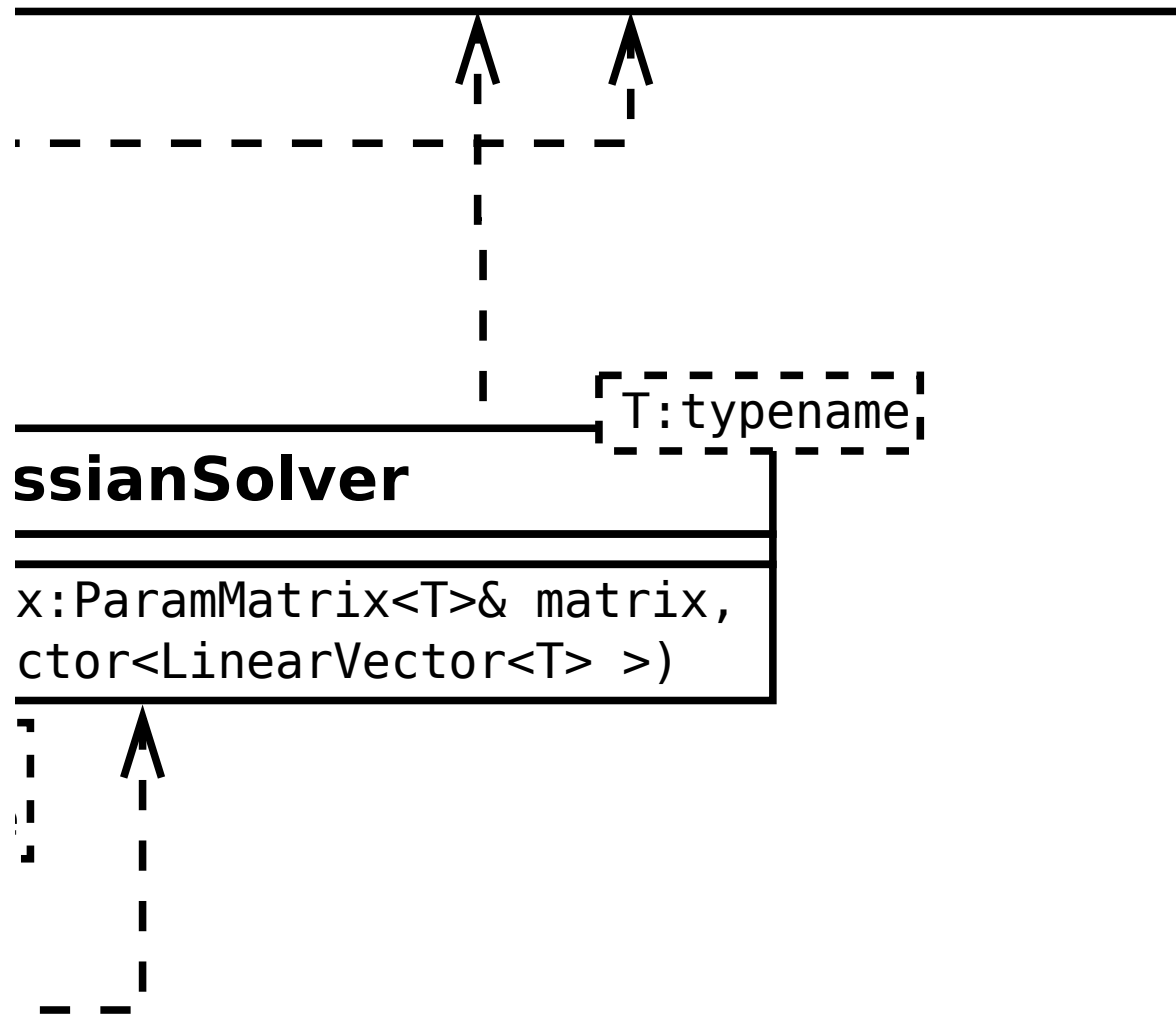 T:typename
ssianSolver
x:ParamMatrix<T>& matrix,
ctor<LinearVector<T> >)